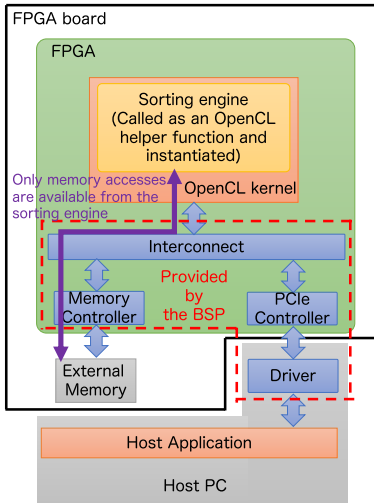 FPGA board
FPGA
Sorting engine
(Called as an OpenCL
helper function and
instantiated)
Only memory accesses
are available from the
sorting engine
OpenCL kernel
Interconnect
Provided
by
the BSP
Memory
Controller
PCIe
Controller
External
Memory
Driver
Host Application
Host PC